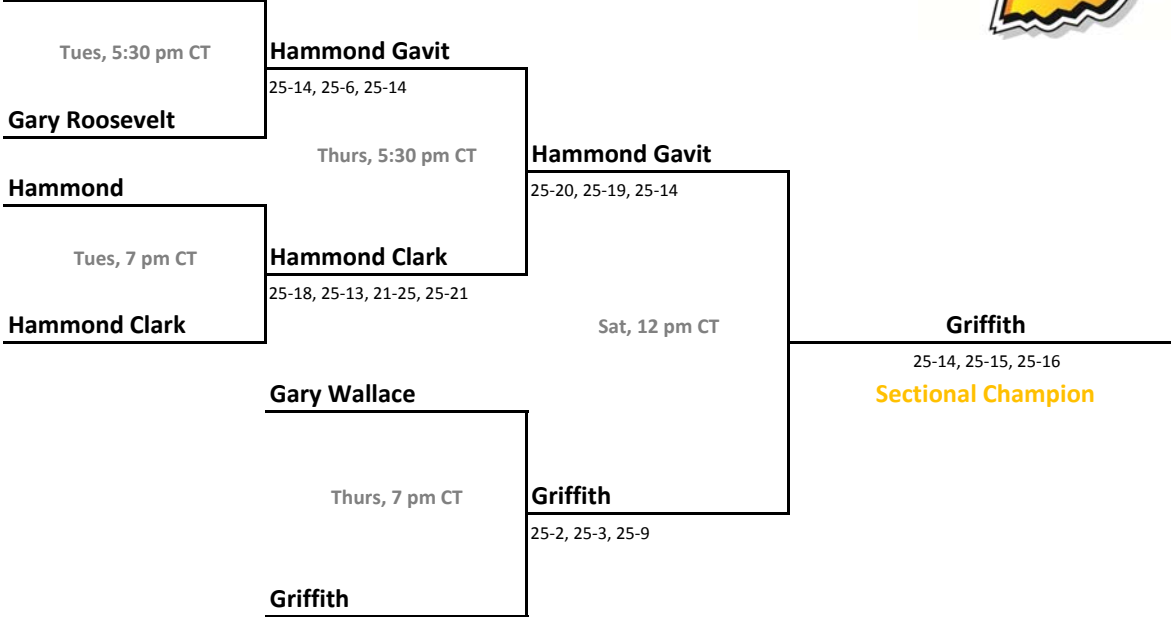 Tues, 5:30 pm CT
Hammond Gavit
25-14, 25-6, 25-14
Gary Roosevelt
Thurs, 5:30 pm CT
Hammond Gavit
Hammond
25-20, 25-19, 25-14
Tues, 7 pm CT
Hammond Clark
25-18, 25-13, 21-25, 25-21
Hammond Clark
Sat, 12 pm CT
Griffith
25-14, 25-15, 25-16
Gary Wallace
Sectional Champion
Thurs, 7 pm CT
Griffith
25-2, 25-3, 25-9
Griffith